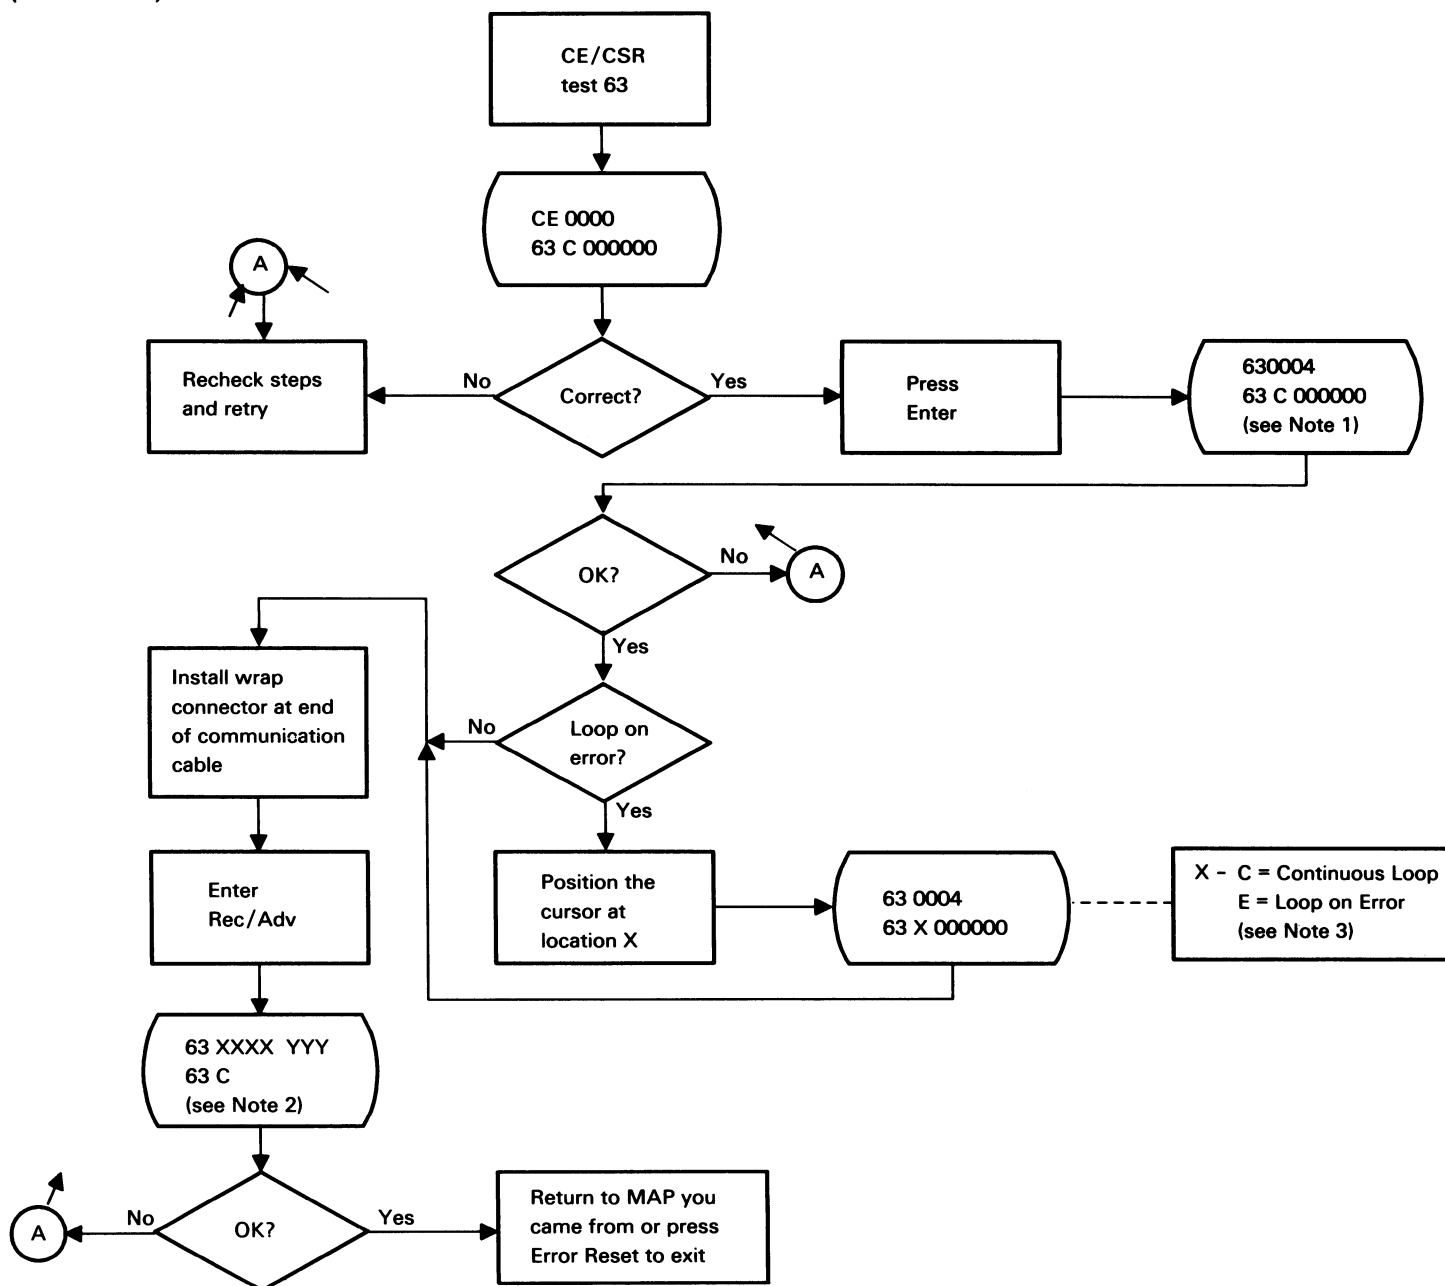 CE/CSR
test 63
CE 0000
63 C 000000
A
Recheck steps
and retry
No
Correct?
Yes
Press
Enter
630004
63 C 000000
(see Note 1)
OK?
No
A
Yes
Install wrap
connector at end
of communication
cable
No
Loop on
error?
Yes
Enter
Rec/Adv
Position the
cursor at
location X
63 0004
63 X 000000
X - C = Continuous Loop
E = Loop on Error
(see Note 3)
63 XXXX YYY
63 C
(see Note 2)
A
No
OK?
Yes
Return to MAP you
came from or press
Error Reset to exit